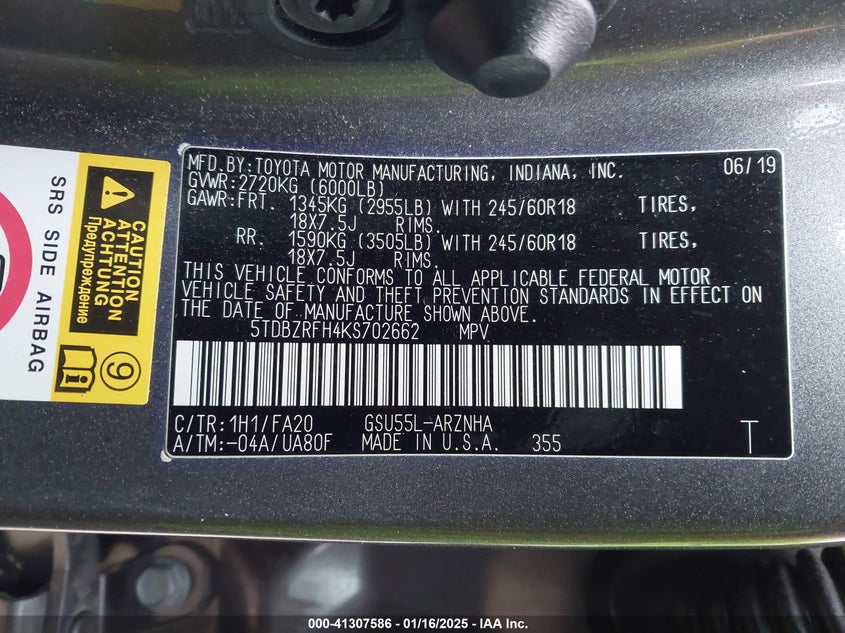 MFD. BY: TOYOTA MOTOR MANUFACTURING, INDIANA, INC. 06/19
GVWR: 2720KG (6000LB)
GAWR: FRT. 1345KG (2955LB) WITH 245/60R18 TIRES,
18X7.5J RIMS.
RR. 1590KG (3505LB) WITH 245/60R18 TIRES,
18X7.5J RIMS.
THIS VEHICLE CONFORMS TO ALL APPLICABLE FEDERAL MOTOR
VEHICLE SAFETY AND THEFT PREVENTION STANDARDS IN EFFECT ON
THE DATE OF MANUFACTURE SHOWN ABOVE.
5TDBZRFH4KS702662 MPV
C/TR: 1H1/FA20 GSU55L-ARZNHA
A/TM: -04A/UA80F MADE IN U.S.A. 355 T
SRS SIDE AIRBAG
CAUTION
ATTENTION
ACHTUNG
Предупреждение
9
000-41307586 - 01/16/2025 - IAA Inc.